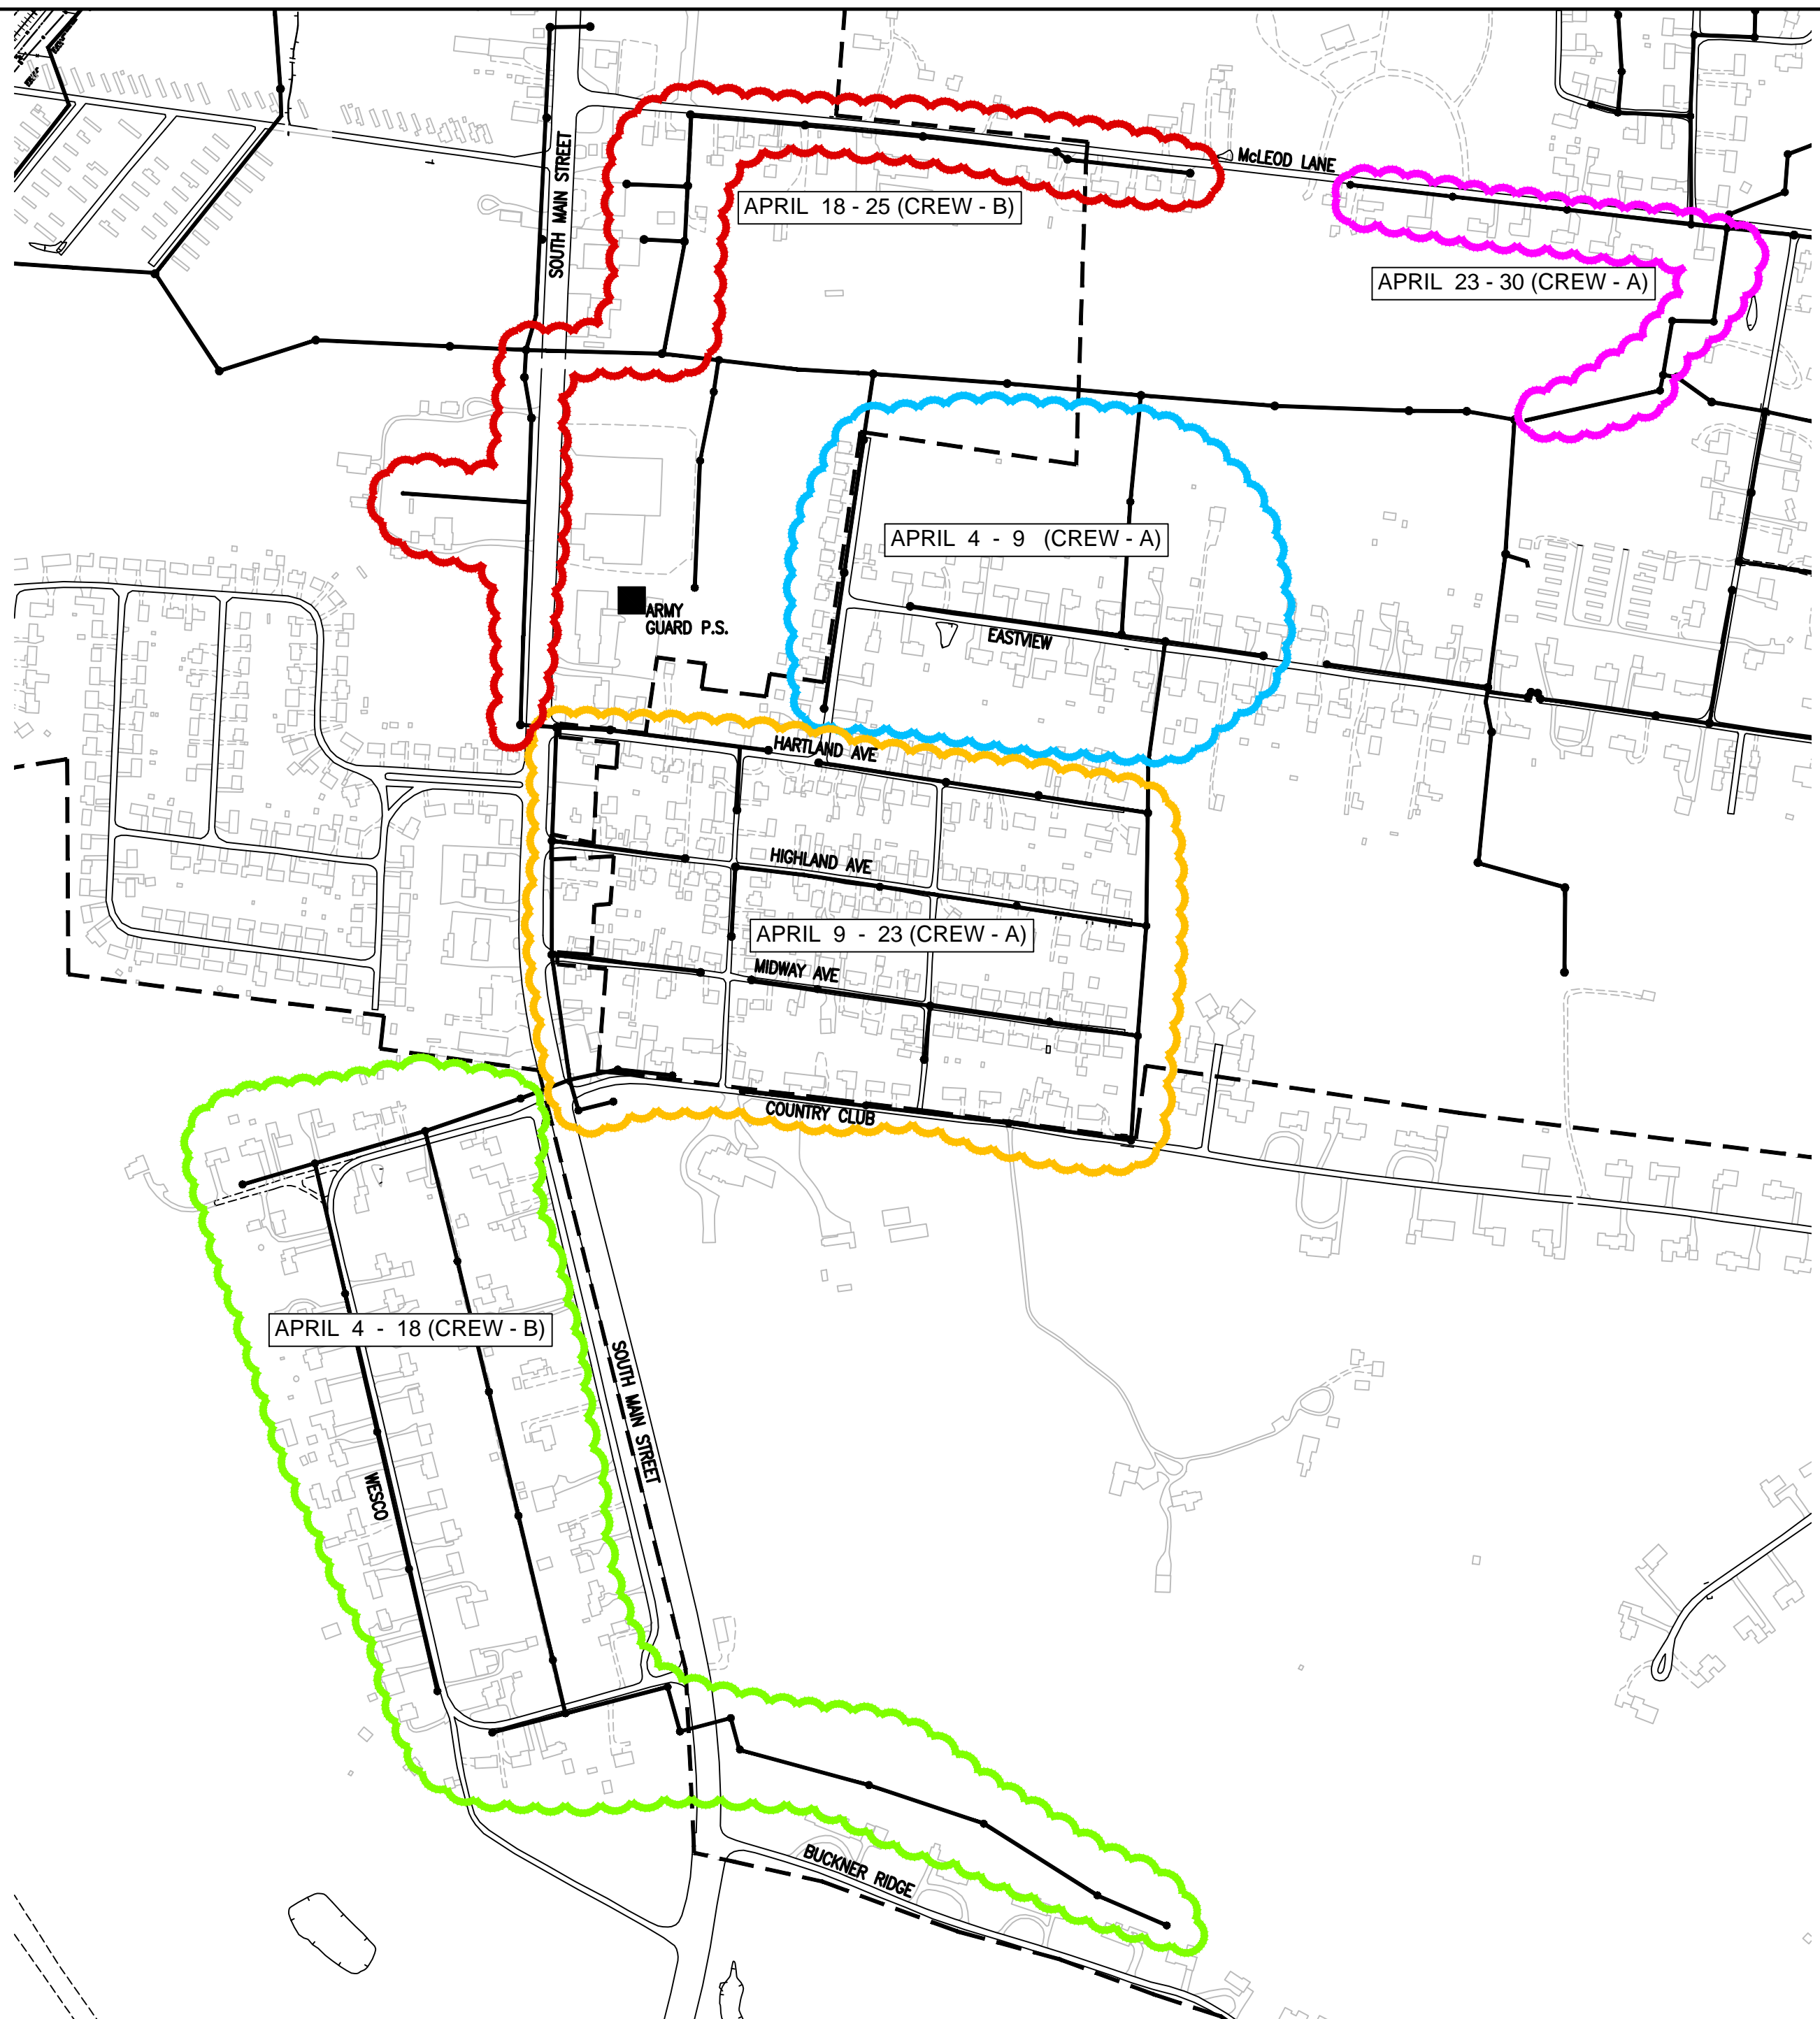 SOUTH MAIN STREET
McLEOD LANE
APRIL 18 - 25 (CREW - B)
APRIL 23 - 30 (CREW - A)
APRIL 4 - 9 (CREW - A)
ARMY
GUARD P.S.
EASTVIEW
HARTLAND AVE
HIGHLAND AVE
APRIL 9 - 23 (CREW - A)
MIDWAY AVE
COUNTRY CLUB
APRIL 4 - 18 (CREW - B)
SOUTH MAIN STREET
WESCO
BUCKNER RIDGE